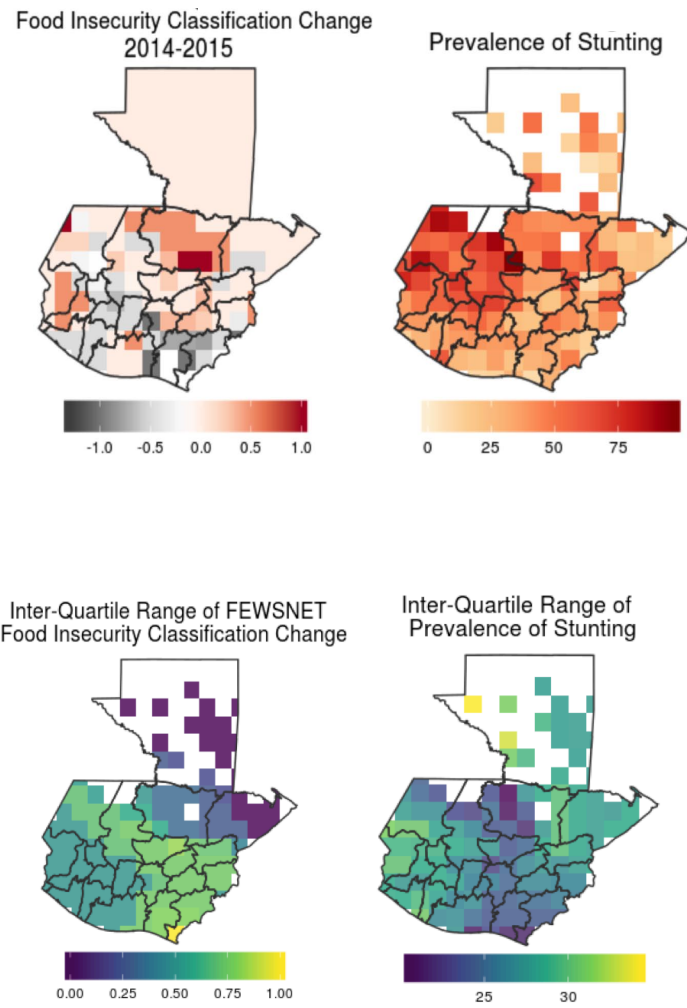 Food Insecurity Classification Change
2014-2015
Prevalence of Stunting
-1.0 -0.5 0.0 0.5 1.0
0 25 50 75
Inter-Quartile Range of FEWSNET
Food Insecurity Classification Change
Inter-Quartile Range of
Prevalence of Stunting
0.00 0.25 0.50 0.75 1.00
25 30